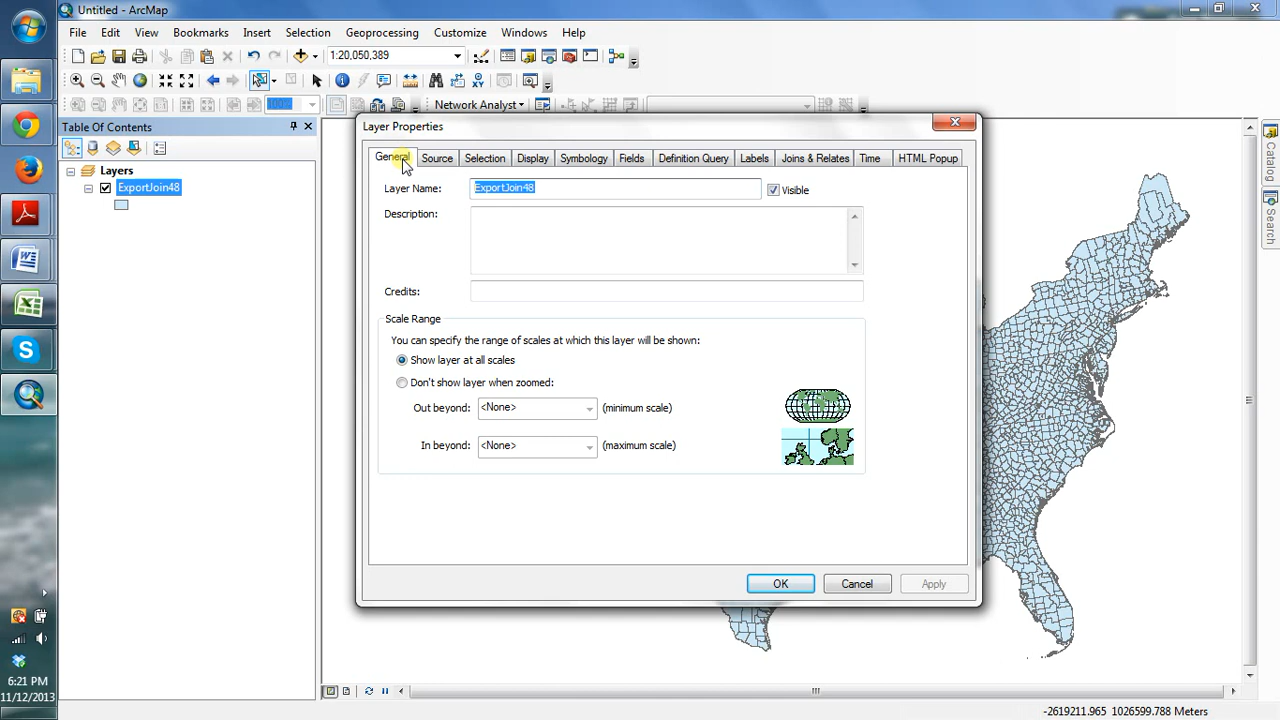 Untitled - ArcMap
File Edit View Bookmarks Insert Selection Geoprocessing Customize Windows Help
1:20,050,389
100%
Network Analyst
Table Of Contents
Layers
ExportJoin48
Layer Properties
General Source Selection Display Symbology Fields Definition Query Labels Joins & Relates Time HTML Popup
Layer Name: ExportJoin48 Visible
Description:
Credits:
Scale Range
You can specify the range of scales at which this layer will be shown:
Show layer at all scales
Don't show layer when zoomed:
Out beyond: <None> (minimum scale)
In beyond: <None> (maximum scale)
OK Cancel Apply
Catalog
Search
6:21 PM
11/12/2013
-2619211.965 1026599.788 Meters